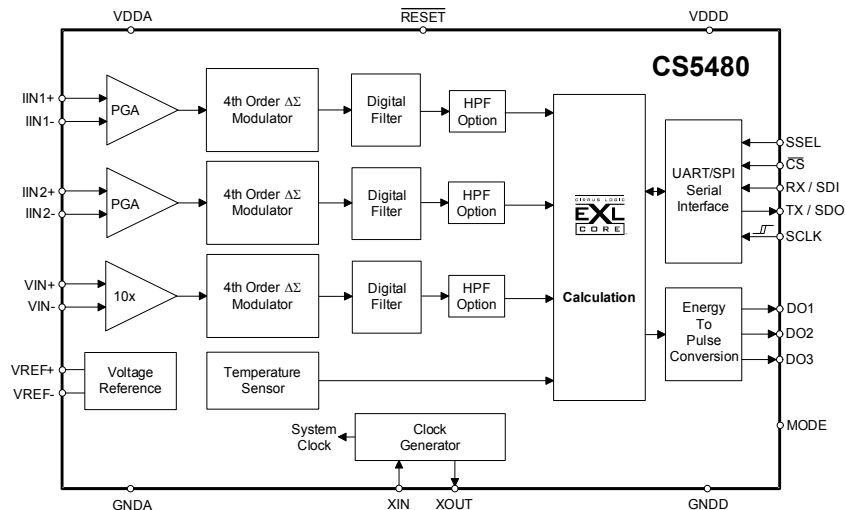 VDDA
RESET
VDDD
CS5480
IIN1+
IIN1-
PGA
4th Order ΔΣ
Modulator
Digital
Filter
HPF
Option
IIN2+
IIN2-
PGA
4th Order ΔΣ
Modulator
Digital
Filter
HPF
Option
VIN+
VIN-
10x
4th Order ΔΣ
Modulator
Digital
Filter
HPF
Option
VREF+
VREF-
Voltage
Reference
Temperature
Sensor
CIRRUS LOGIC
EXL
CORE
Calculation
UART/SPI
Serial
Interface
SSEL
CS
RX / SDI
TX / SDO
SCLK
Energy
To
Pulse
Conversion
DO1
DO2
DO3
MODE
System
Clock
Clock
Generator
GNDA
XIN
XOUT
GNDD